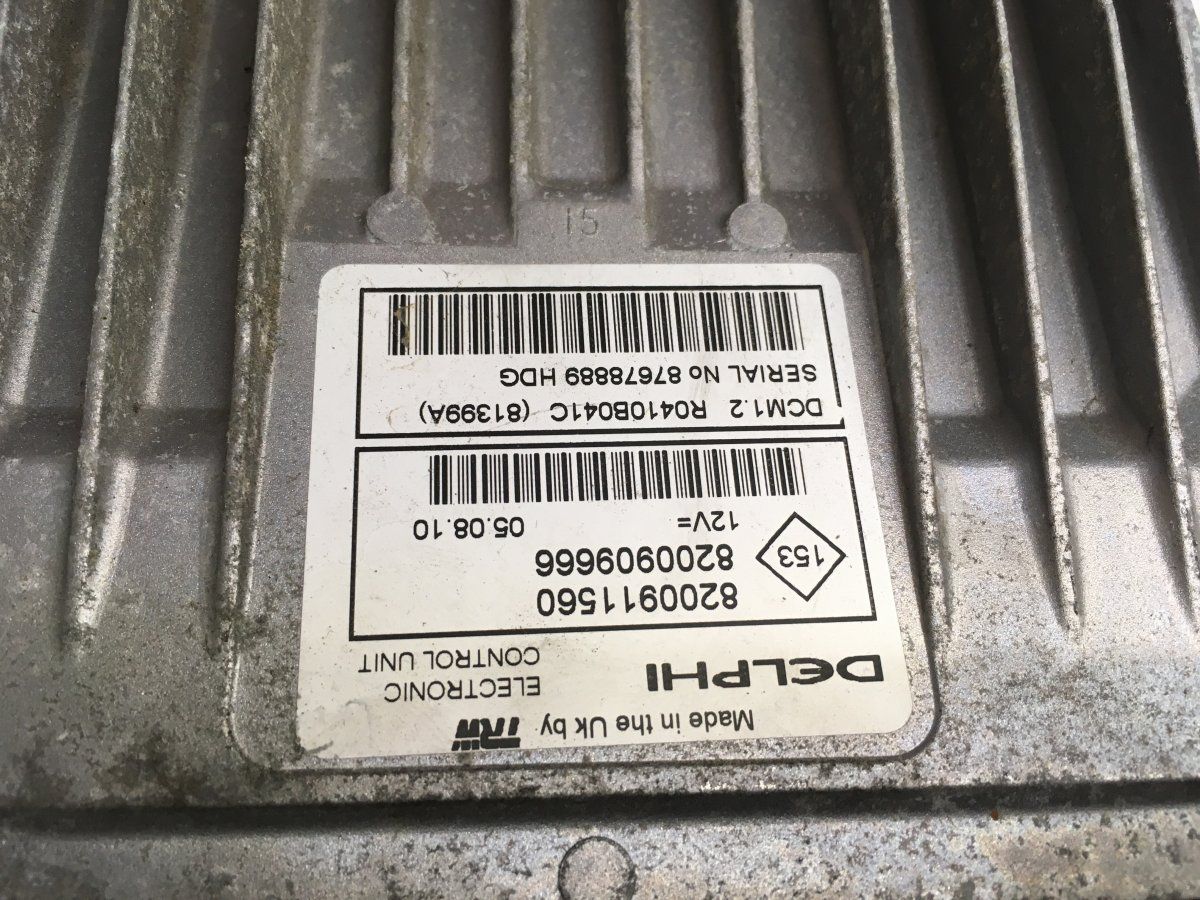 Made in the Uk by TRW
DELPHI ELECTRONIC
CONTROL UNIT
8200911560
8200909666
153
12V= 05.08.10
DCM1.2 R0410B041C (81399A)
SERIAL No 87678889 HDG
15